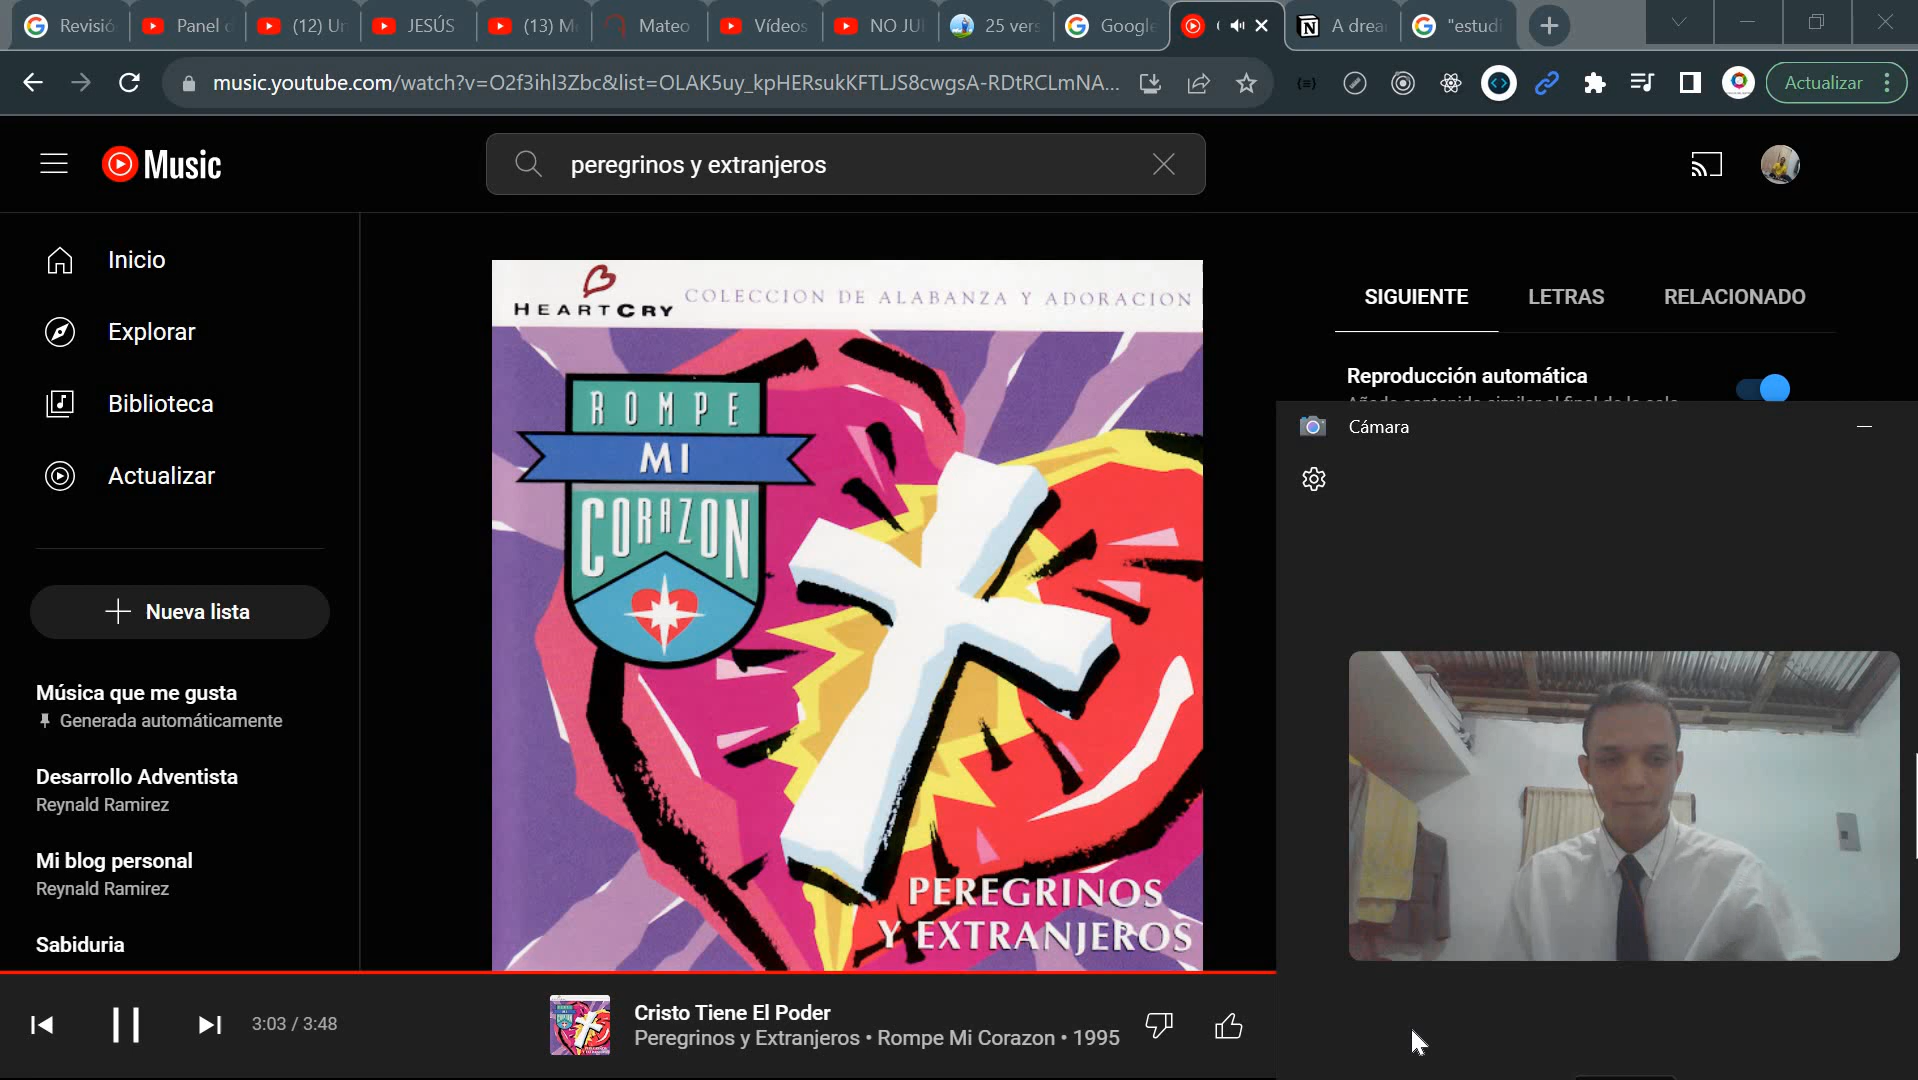 Revisió
Panel d
(12) Un
JESÚS
(13) M
Mateo
Vídeos
NO JUI
25 vers
Google
A drear
"estudi
music.youtube.com/watch?v=O2f3ihl3Zbc&list=OLAK5uy_kpHERsukKFTLJS8cwgsA-RDtRCLmNA...
Actualizar
Music
peregrinos y extranjeros
Inicio
Explorar
Biblioteca
Actualizar
Nueva lista
Música que me gusta
Generada automáticamente
Desarrollo Adventista
Reynald Ramirez
Mi blog personal
Reynald Ramirez
Sabiduria
HEARTCRY
COLECCION DE ALABANZA Y ADORACION
ROMPE
MI
CORAZON
PEREGRINOS
Y EXTRANJEROS
SIGUIENTE
LETRAS
RELACIONADO
Reproducción automática
Cámara
3:03 / 3:48
Cristo Tiene El Poder
Peregrinos y Extranjeros • Rompe Mi Corazon • 1995